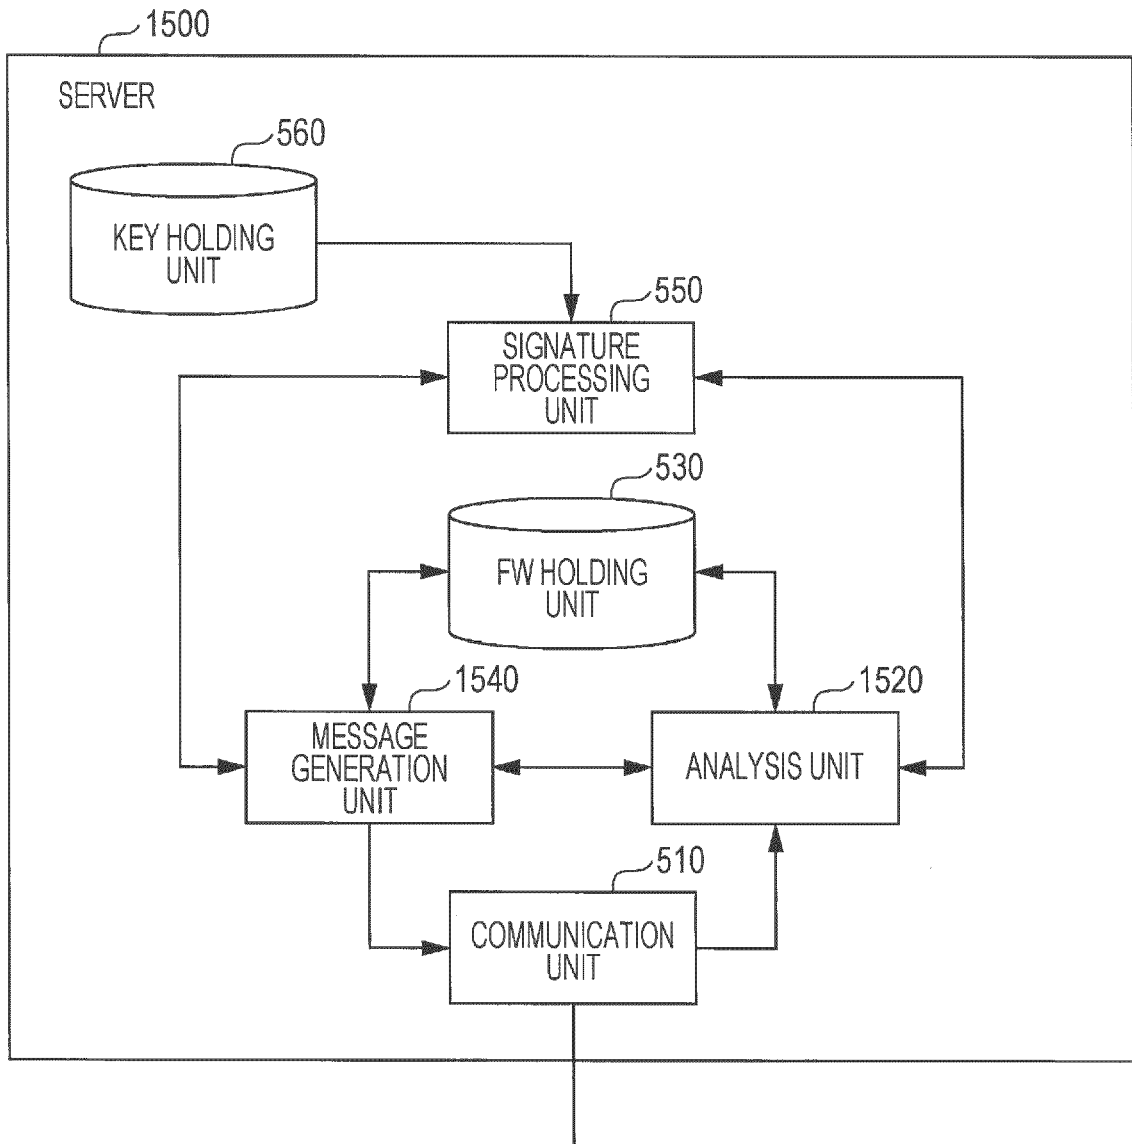 1500
SERVER
560
KEY HOLDING
UNIT
550
SIGNATURE
PROCESSING
UNIT
530
FW HOLDING
UNIT
1540
MESSAGE
GENERATION
UNIT
1520
ANALYSIS UNIT
510
COMMUNICATION
UNIT